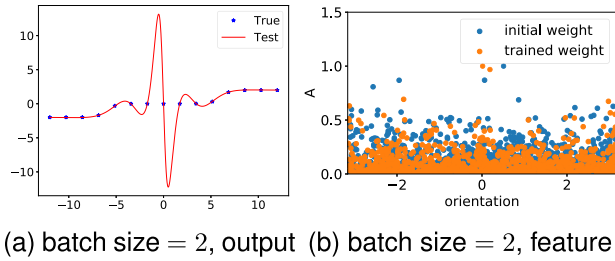 True
Test
10
5
0
−5
−10
−10
−5
0
5
10
initial weight
trained weight
1.5
1.0
0.5
0.0
A
−2
0
2
orientation
(a) batch size = 2, output (b) batch size = 2, feature